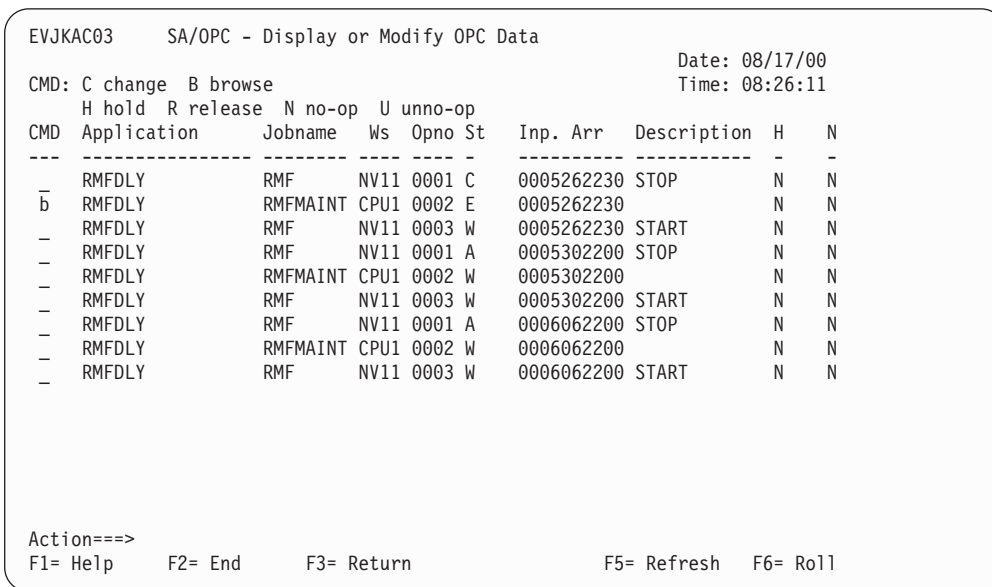 EVJKAC03     SA/OPC - Display or Modify OPC Data
                                                             Date: 08/17/00
CMD: C change  B browse                                      Time: 08:26:11
     H hold  R release  N no-op  U unno-op
CMD  Application      Jobname   Ws  Opno St   Inp. Arr   Description  H    N
---  ---------------- -------- ---- ---- -    ---------- -----------  -    -
 _   RMFDLY           RMF      NV11 0001 C    0005262230 STOP         N    N
 b   RMFDLY           RMFMAINT CPU1 0002 E    0005262230              N    N
 _   RMFDLY           RMF      NV11 0003 W    0005262230 START        N    N
 _   RMFDLY           RMF      NV11 0001 A    0005302200 STOP         N    N
 _   RMFDLY           RMFMAINT CPU1 0002 W    0005302200              N    N
 _   RMFDLY           RMF      NV11 0003 W    0005302200 START        N    N
 _   RMFDLY           RMF      NV11 0001 A    0006062200 STOP         N    N
 _   RMFDLY           RMFMAINT CPU1 0002 W    0006062200              N    N
 _   RMFDLY           RMF      NV11 0003 W    0006062200 START        N    N
Action===>
F1= Help     F2= End      F3= Return                  F5= Refresh   F6= Roll